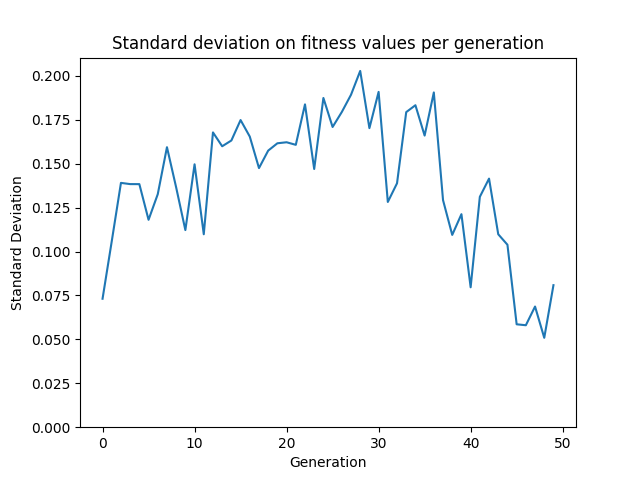 Standard deviation on fitness values per generation
0.200
0.175
0.150
0.125
0.100
0.075
0.050
0.025
0.000
Standard Deviation
0 10 20 30 40 50
Generation